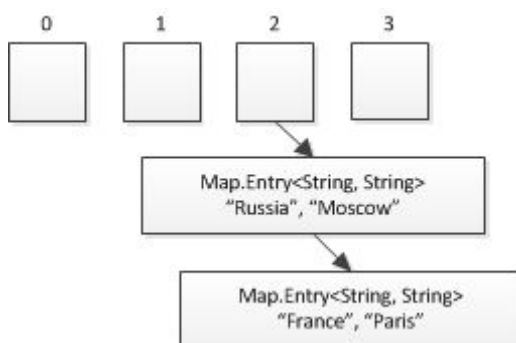 0 1 2 3
Map.Entry<String, String>
“Russia”, “Moscow”
Map.Entry<String, String>
“France”, “Paris”